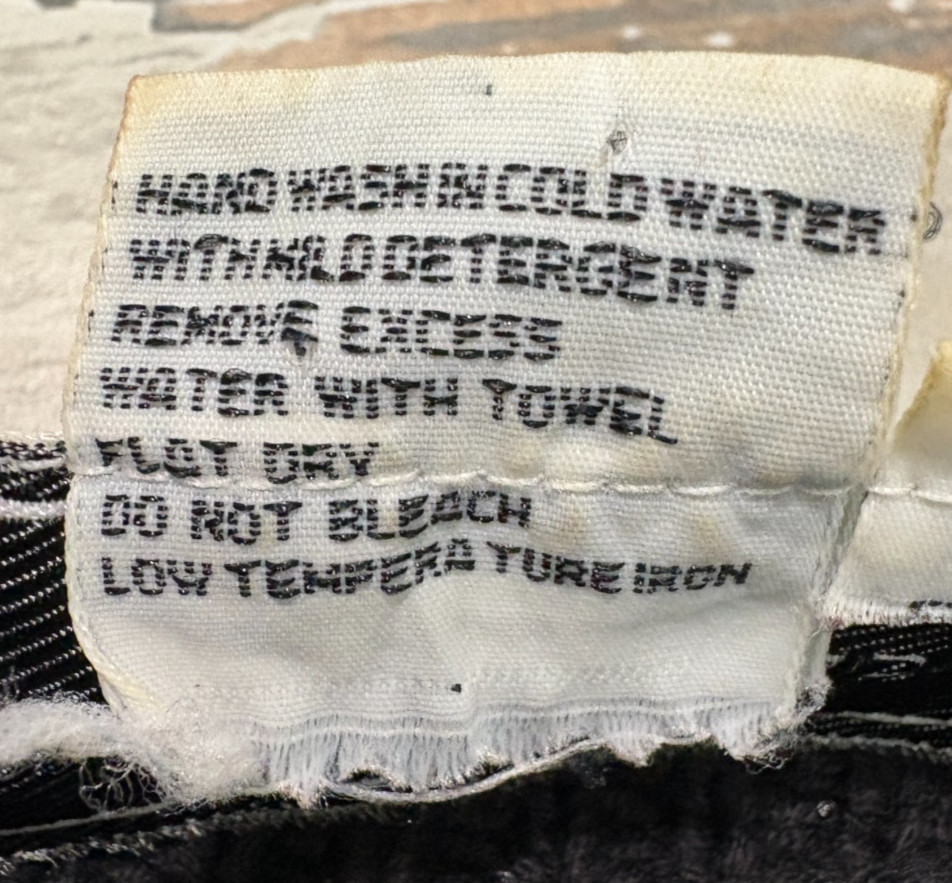 HAND WASH IN COLD WATER
WITH MILD DETERGENT
REMOVE EXCESS
WATER WITH TOWEL
FLAT DRY
DO NOT BLEACH
LOW TEMPERATURE IRON